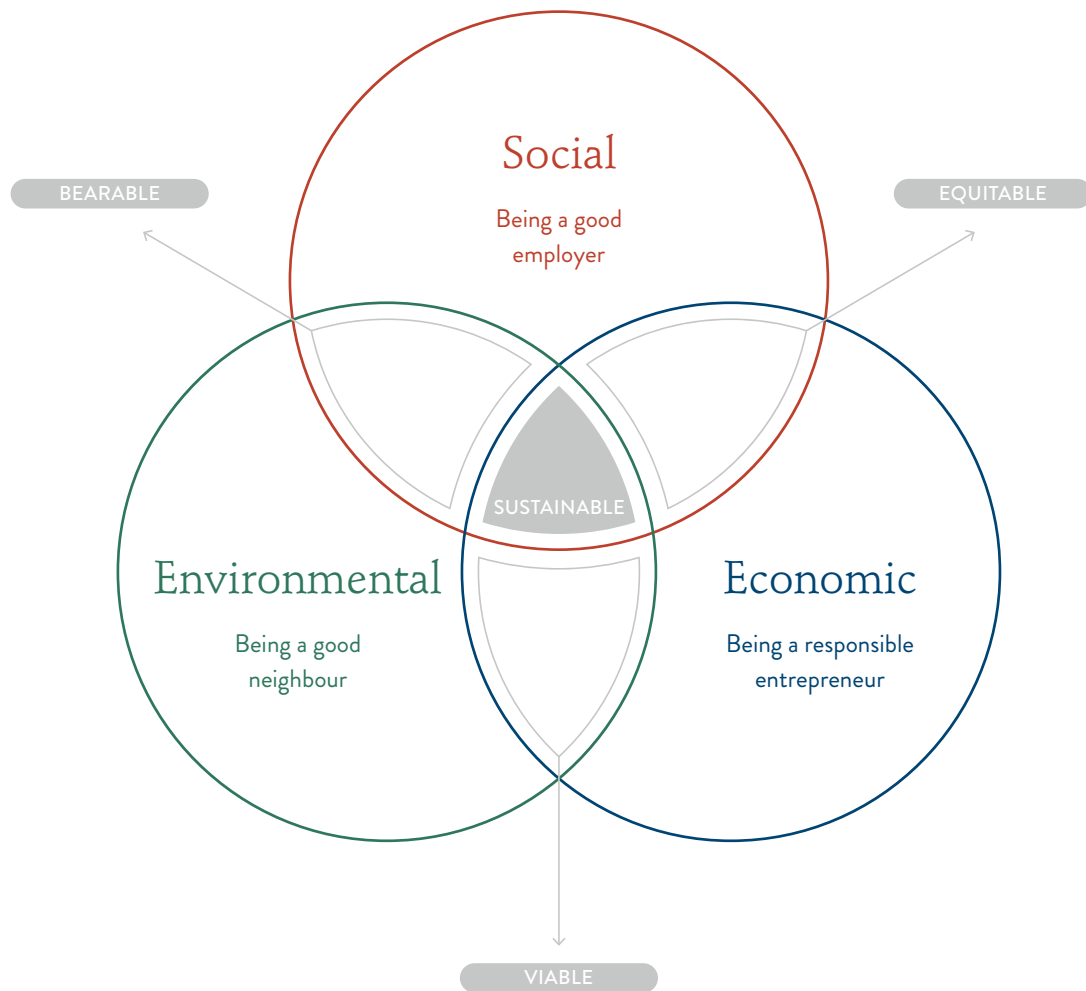 Social
BEARABLE
EQUITABLE
Being a good
employer
SUSTAINABLE
Environmental
Economic
Being a good
neighbour
Being a responsible
entrepreneur
VIABLE